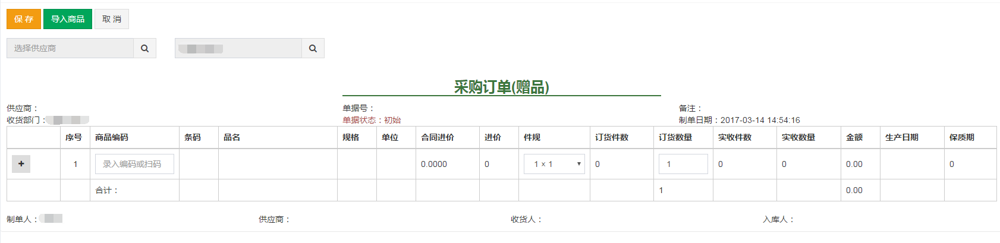 保 存 导入商品 取 消
选择供应商
采购订单(赠品)
供应商： 单据号： 备注：
收货部门： 单据状态：初始 制单日期：2017-03-14 14:54:16
序号 商品编码 条码 品名 规格 单位 合同进价 进价 件规 订货件数 订货数量 实收件数 实收数量 金额 生产日期 保质期
+ 1 录入编码或扫码 0.0000 0 1 × 1 0 1 0 0 0.00 0
合计： 1 0.00
制单人： 供应商： 收货人： 入库人：